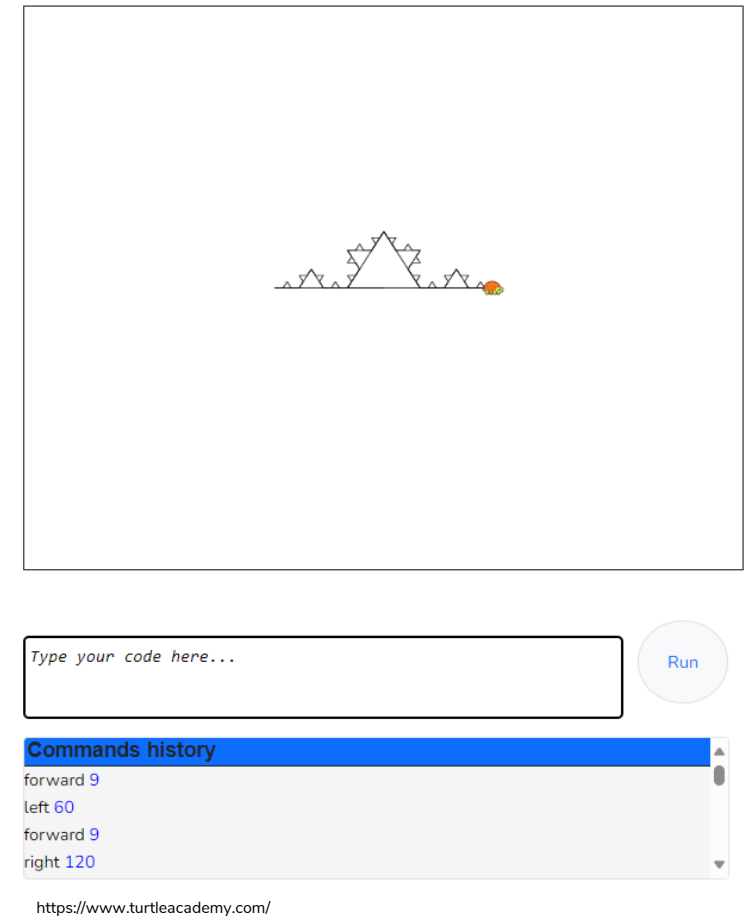 Type your code here...
Run
Commands history
forward 9
left 60
forward 9
right 120
https://www.turtleacademy.com/